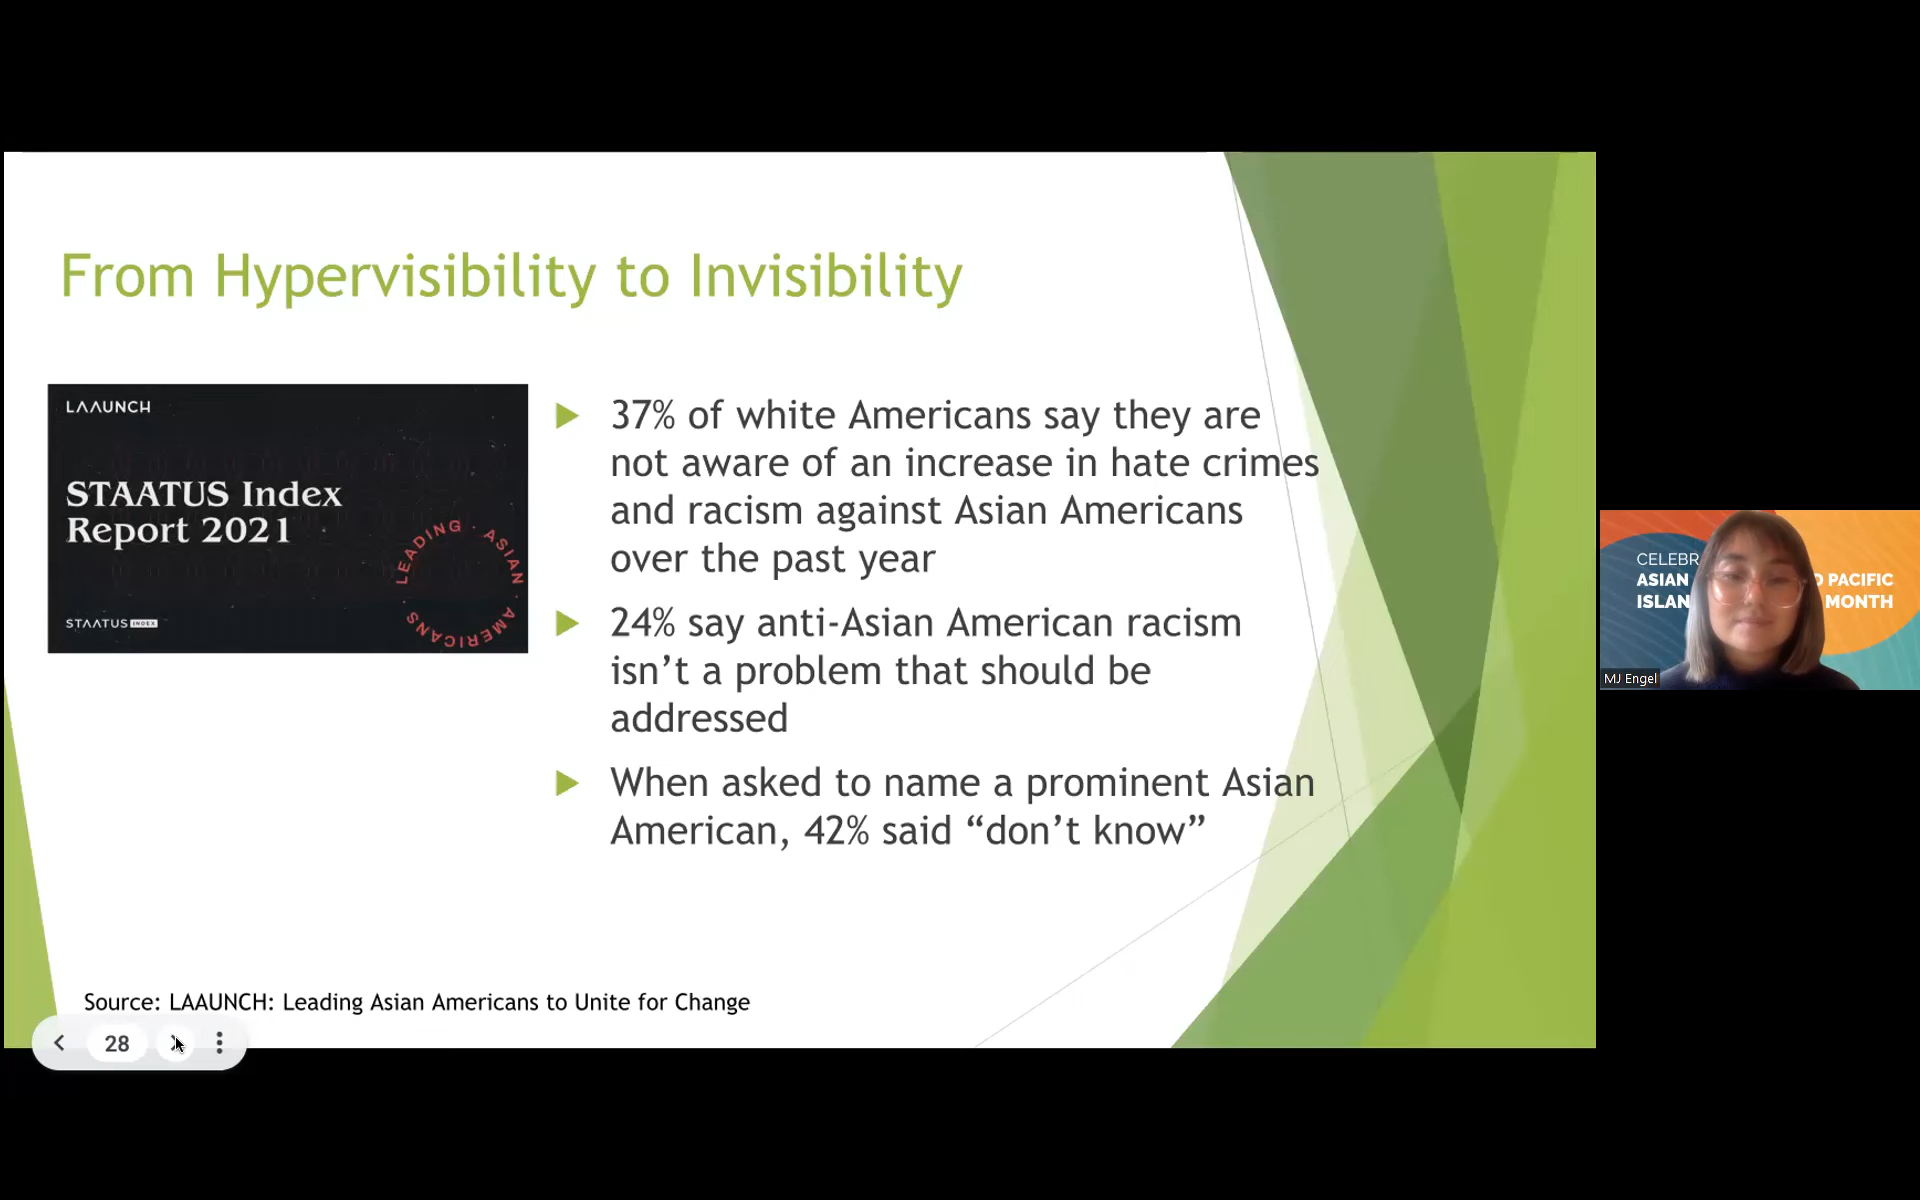 From Hypervisibility to Invisibility
LAAUNCH
STAATUS Index
Report 2021
LEADING · ASIAN · AMERICANS ·
STAATUS INDEX
37% of white Americans say they are
not aware of an increase in hate crimes
and racism against Asian Americans
over the past year
24% say anti-Asian American racism
isn’t a problem that should be
addressed
When asked to name a prominent Asian
American, 42% said “don’t know”
Source: LAAUNCH: Leading Asian Americans to Unite for Change
28
CELEBR
ASIAN O PACIFIC
ISLAN MONTH
MJ Engel